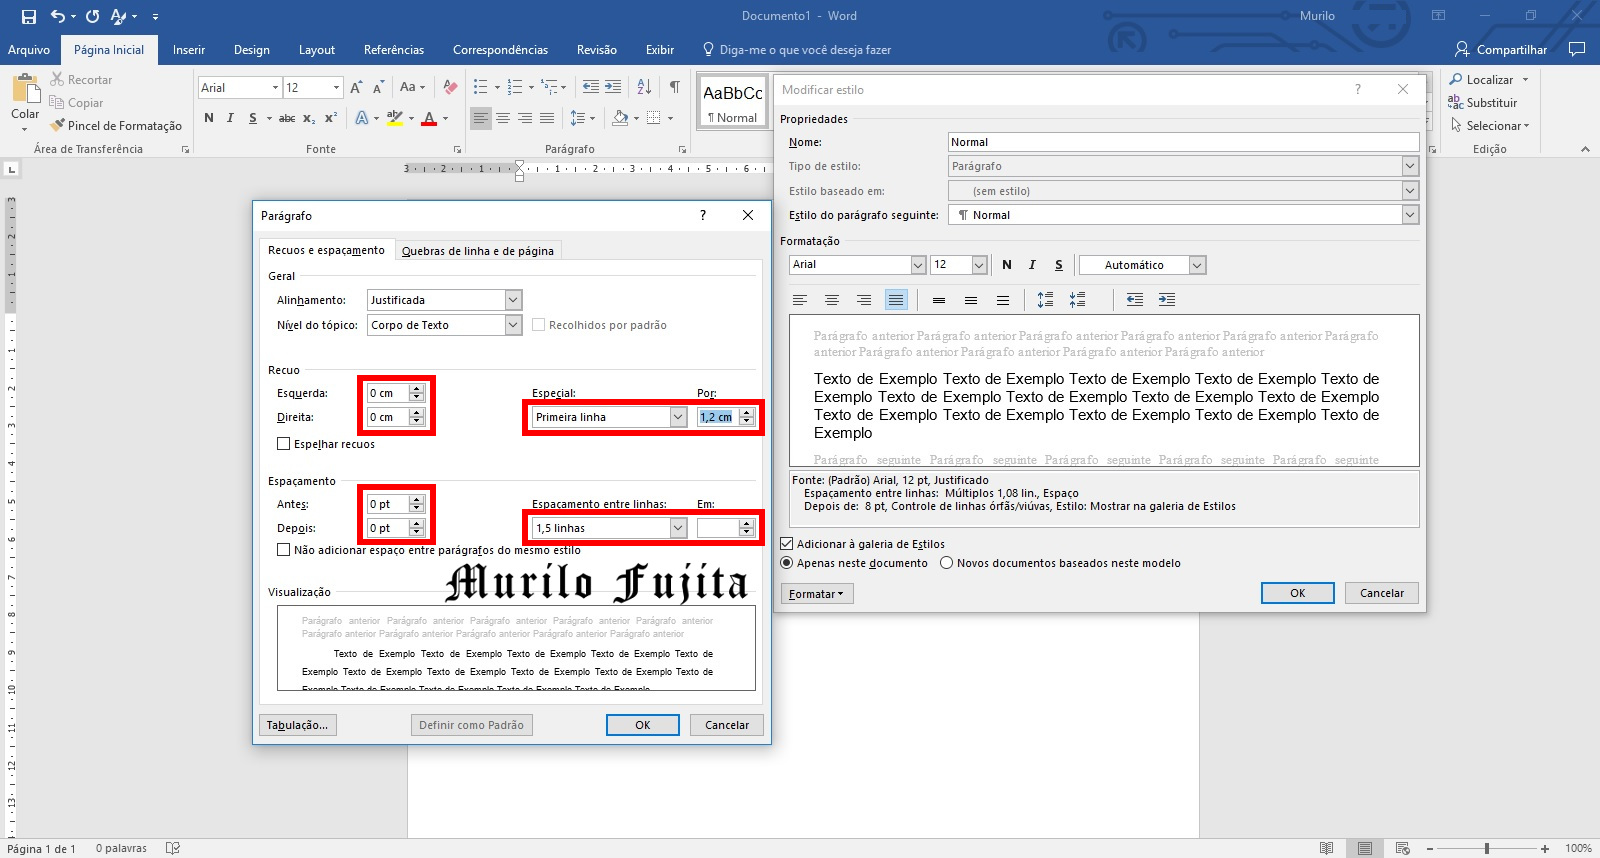 Documento1 - Word
Murilo
Arquivo Página Inicial Inserir Design Layout Referências Correspondências Revisão Exibir Diga-me o que você deseja fazer Compartilhar
Colar
Recortar
Copiar
Pincel de Formatação
Área de Transferência
Arial 12 Aa
N I S abc x₂ x²
Fonte
Parágrafo
AaBbCc
¶ Normal
Localizar
Substituir
Selecionar
Edição
3 2 1 1 2 3 4 5 6
Parágrafo ?
Recuos e espaçamento Quebras de linha e de página
Geral
Alinhamento: Justificada
Nível do tópico: Corpo de Texto Recolhidos por padrão
Recuo
Esquerda: 0 cm Especial: Por:
Direita: 0 cm Primeira linha 1,2 cm
Espelhar recuos
Espaçamento
Antes: 0 pt Espaçamento entre linhas: Em:
Depois: 0 pt 1,5 linhas
Não adicionar espaço entre parágrafos do mesmo estilo
Murilo Fujita
Visualização
Parágrafo anterior Parágrafo anterior Parágrafo anterior Parágrafo anterior Parágrafo anterior
Parágrafo anterior Parágrafo anterior Parágrafo anterior Parágrafo anterior Parágrafo anterior
Texto de Exemplo Texto de Exemplo Texto de Exemplo Texto de Exemplo Texto de
Exemplo Texto de Exemplo Texto de Exemplo Texto de Exemplo Texto de Exemplo Texto de
Exemplo Texto de Exemplo Texto de Exemplo Texto de Exemplo Texto de Exemplo
Tabulação... Definir como Padrão OK Cancelar
Modificar estilo ?
Propriedades
Nome: Normal
Tipo de estilo: Parágrafo
Estilo baseado em: (sem estilo)
Estilo do parágrafo seguinte: ¶ Normal
Formatação
Arial 12 N I S Automático
Parágrafo anterior Parágrafo anterior Parágrafo anterior Parágrafo anterior Parágrafo anterior Parágrafo
anterior Parágrafo anterior Parágrafo anterior Parágrafo anterior Parágrafo anterior
Texto de Exemplo Texto de Exemplo Texto de Exemplo Texto de Exemplo Texto de
Exemplo Texto de Exemplo Texto de Exemplo Texto de Exemplo Texto de Exemplo
Texto de Exemplo Texto de Exemplo Texto de Exemplo Texto de Exemplo Texto de
Exemplo
Parágrafo seguinte Parágrafo seguinte Parágrafo seguinte Parágrafo seguinte Parágrafo seguinte
Fonte: (Padrão) Arial, 12 pt, Justificado
Espaçamento entre linhas: Múltiplos 1,08 lin., Espaço
Depois de: 8 pt, Controle de linhas órfãs/viúvas, Estilo: Mostrar na galeria de Estilos
Adicionar à galeria de Estilos
Apenas neste documento Novos documentos baseados neste modelo
Formatar OK Cancelar
Página 1 de 1 0 palavras 100%